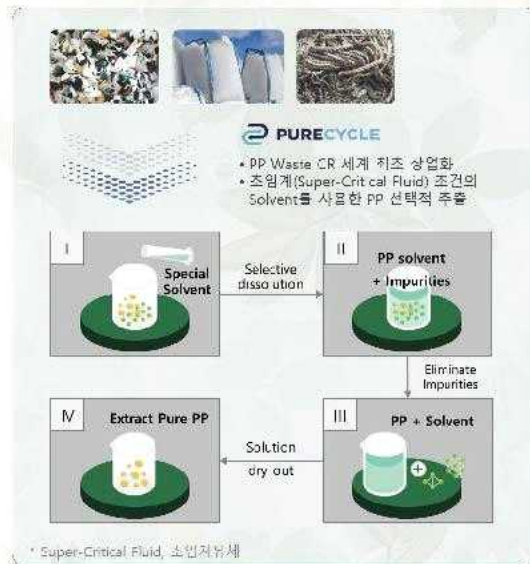 PURECYCLE
• PP Waste CR 세계 최초 상업화
• 초임계(Super-Critical Fluid) 조건의
Solvent를 사용한 PP 선택적 추출
I
Special
Solvent
Selective
dissolution
II
PP solvent
+ Impurities
Eliminate
Impurities
III
PP + Solvent
Solution
dry out
IV
Extract Pure PP
* Super-Critical Fluid, 초임계유체